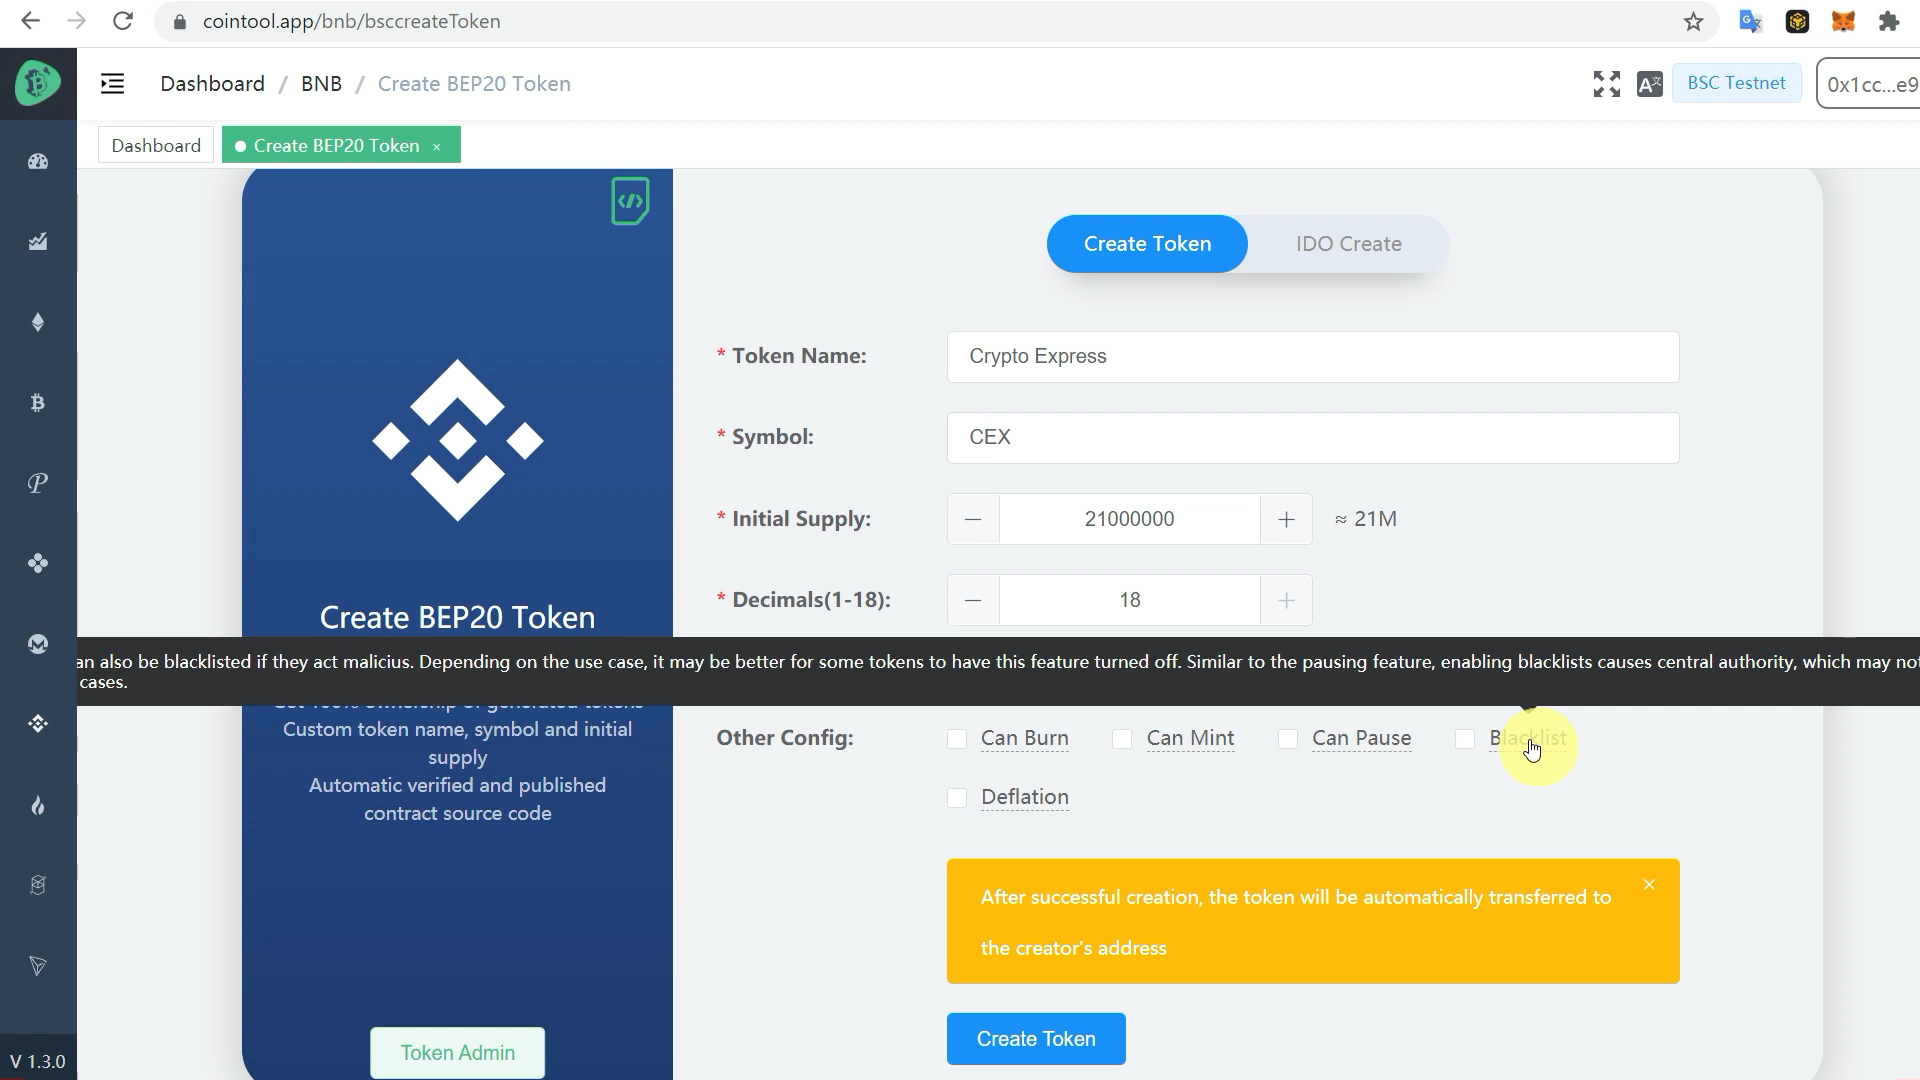 cointool.app/bnb/bsccreateToken
Dashboard / BNB / Create BEP20 Token
BSC Testnet
0x1cc...e9
Dashboard
Create BEP20 Token ×
Create Token
IDO Create
* Token Name:
Crypto Express
* Symbol:
CEX
* Initial Supply:
— 21000000 +
≈ 21M
* Decimals(1-18):
— 18 +
Create BEP20 Token
an also be blacklisted if they act malicius. Depending on the use case, it may be better for some tokens to have this feature turned off. Similar to the pausing feature, enabling blacklists causes central authority, which may not
cases.
Custom token name, symbol and initial
supply
Automatic verified and published
contract source code
Other Config:
Can Burn
Can Mint
Can Pause
Blacklist
Deflation
After successful creation, the token will be automatically transferred to
the creator's address
Create Token
Token Admin
V 1.3.0